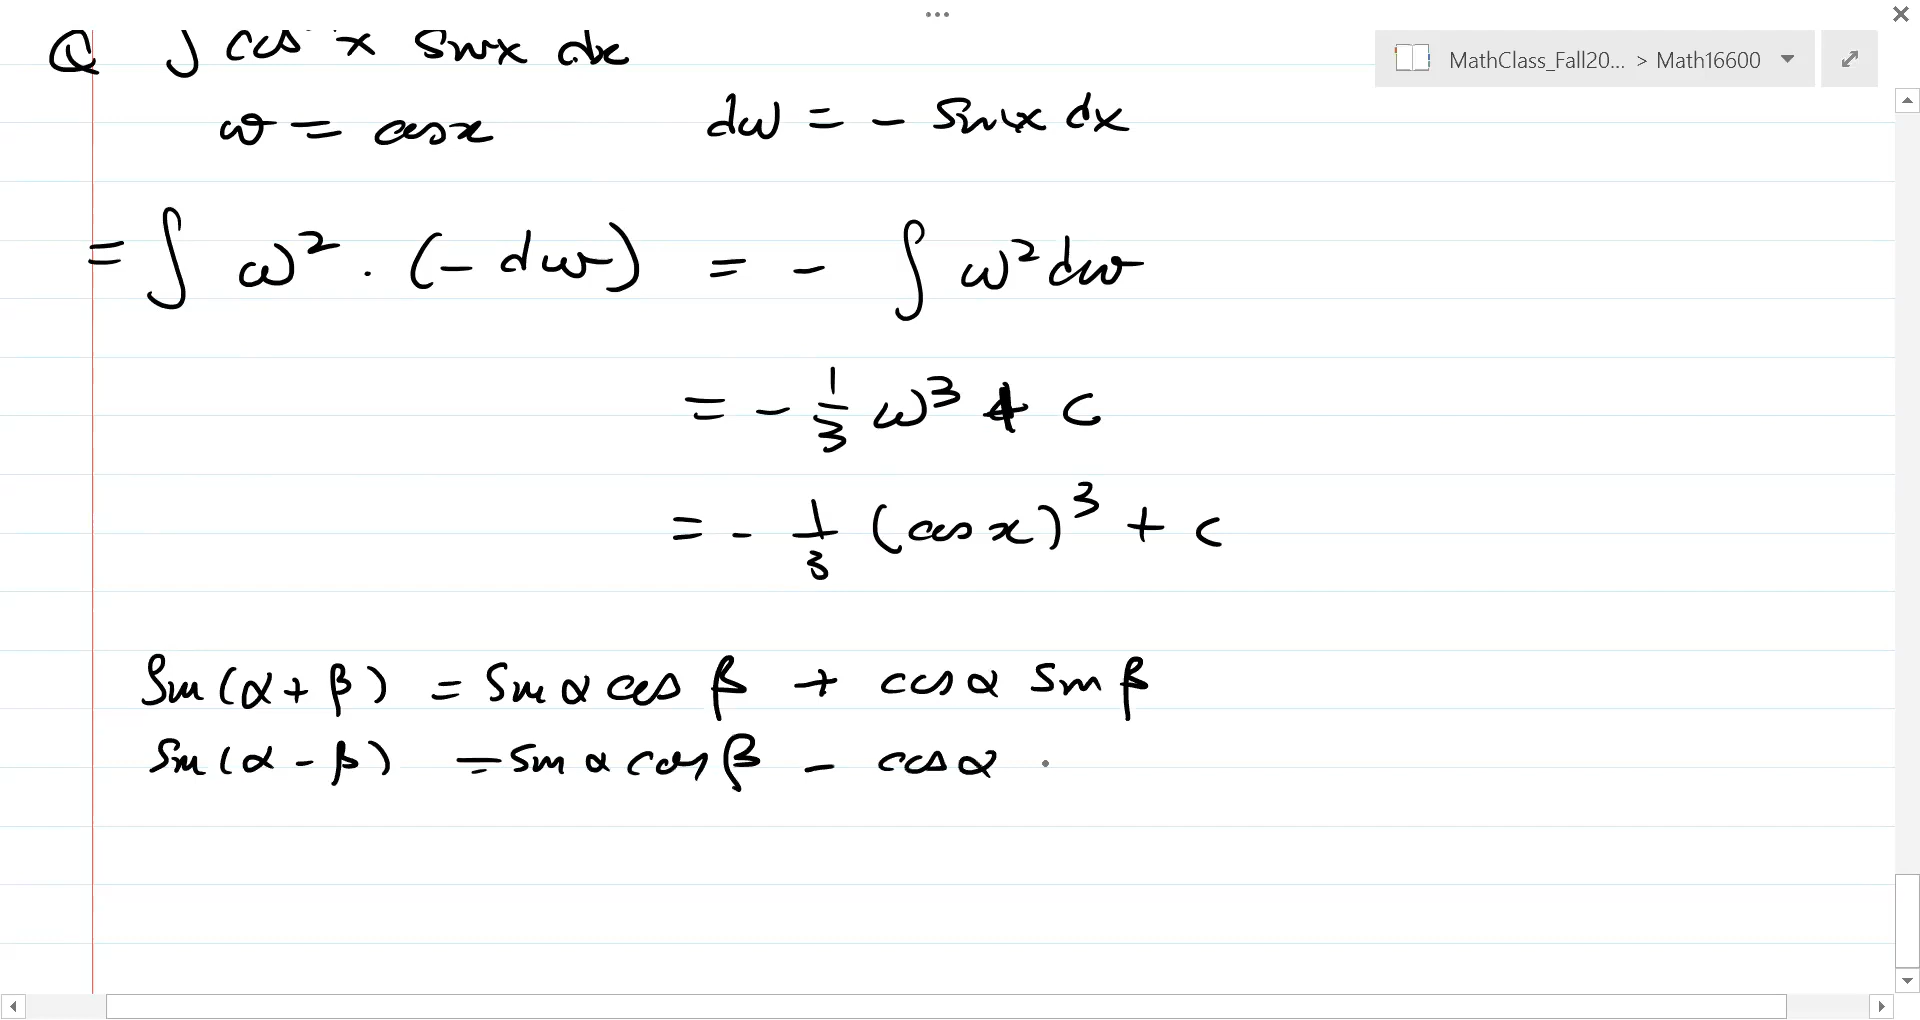 MathClass_Fall20... > Math16600
Q ∫ cos x sin x dx
w = cos x dw = - sin x dx
= ∫ w² · (- dw) = - ∫ w² dw
= - 1/3 w³ + c
= - 1/3 (cos x)³ + c
Sin (α + β) = Sin α cos β + cos α Sin β
Sin (α - β) = Sin α cos β - cos α